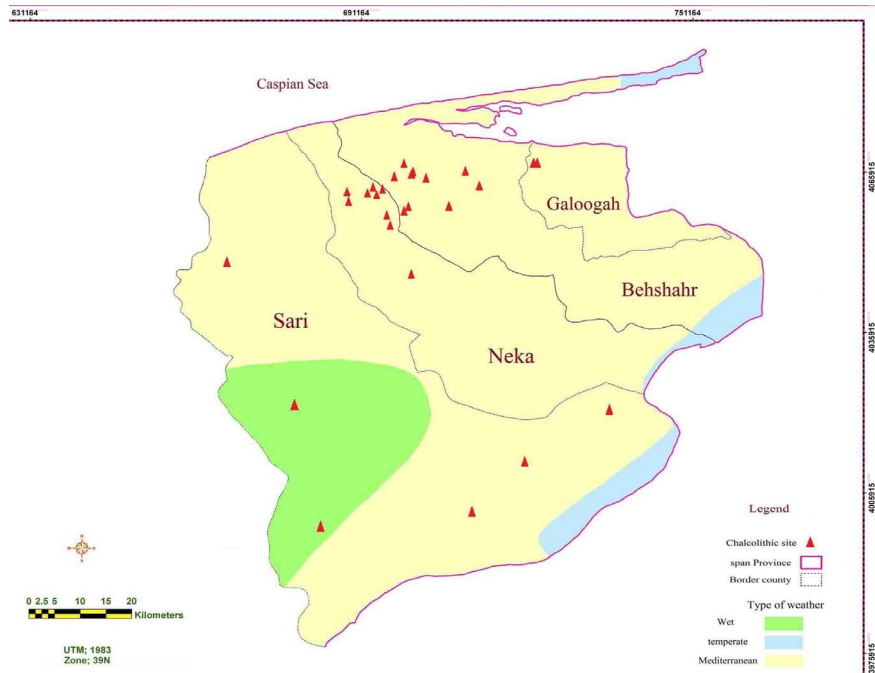 631164
691164
751164
Caspian Sea
4065915
Galoogah
Behshahr
Sari
4035915
Neka
4005915
Legend
Chalcolithic site
span Province
Border county
Type of weather
Wet
temperate
Mediterranean
0 2.5 5 10 15 20
Kilometers
UTM; 1983
Zone; 39N
3975915